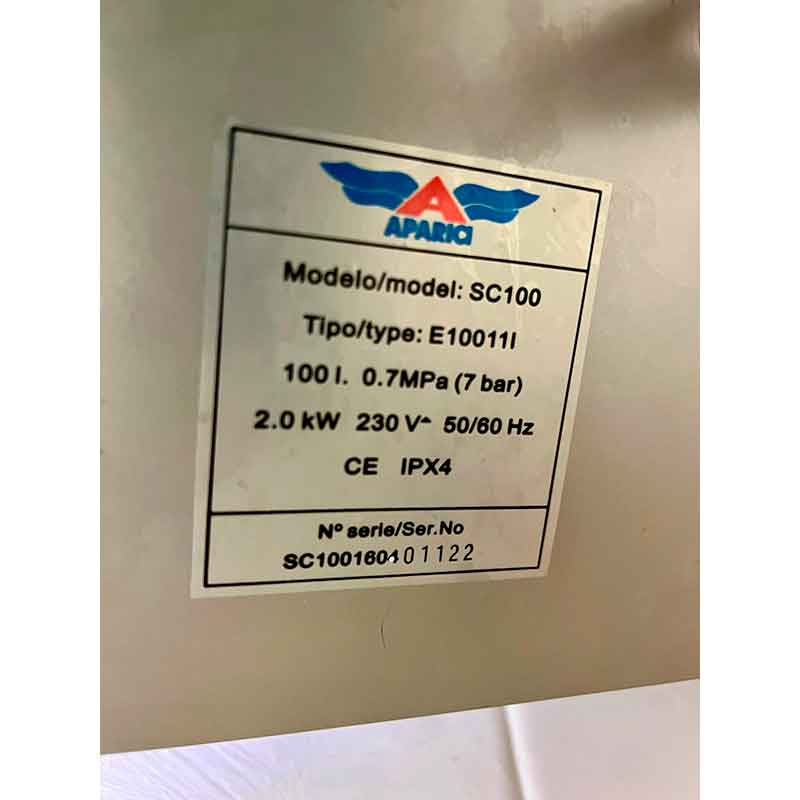 A
APARICI
Modelo/model: SC100
Tipo/type: E10011I
100 l. 0.7MPa (7 bar)
2.0 kW 230 V~ 50/60 Hz
CE IPX4
Nº serie/Ser.No